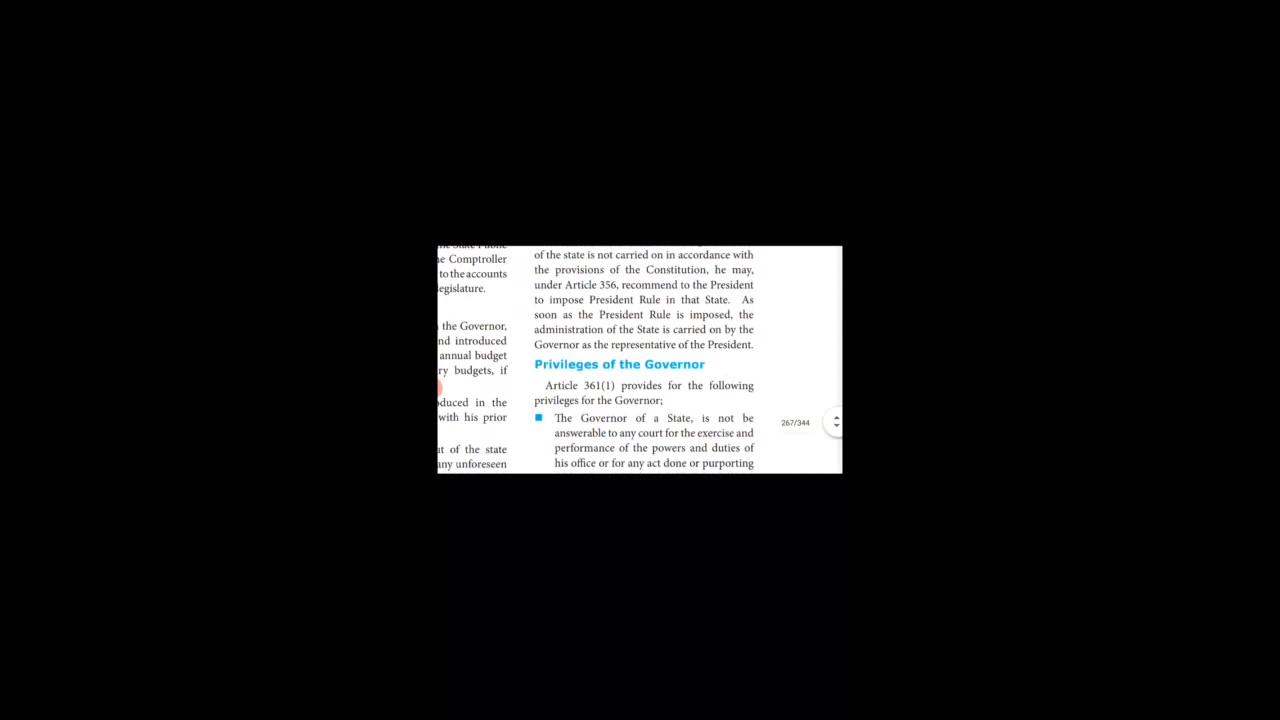 Comptroller
to the accounts
the Governor,
introduced
annual budget
budgets, if
in the
with his prior
of the state
any unforeseen
of the state is not carried on in accordance with
the provisions of the Constitution, he may,
under Article 356, recommend to the President
to impose President Rule in that State. As
soon as the President Rule is imposed, the
administration of the State is carried on by the
Governor as the representative of the President.
Privileges of the Governor
Article 361(1) provides for the following
privileges for the Governor;
The Governor of a State, is not be
answerable to any court for the exercise and
performance of the powers and duties of
his office or for any act done or purporting
267/344